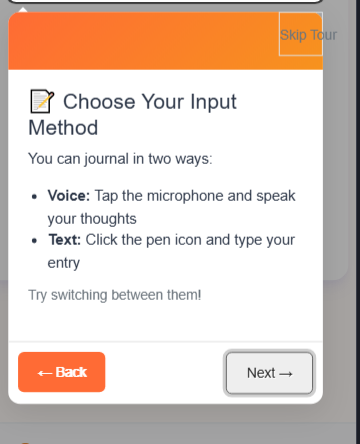 Skip Tour
📝 Choose Your Input
Method
You can journal in two ways:
• Voice: Tap the microphone and speak
your thoughts
• Text: Click the pen icon and type your
entry
Try switching between them!
← Back
Next →